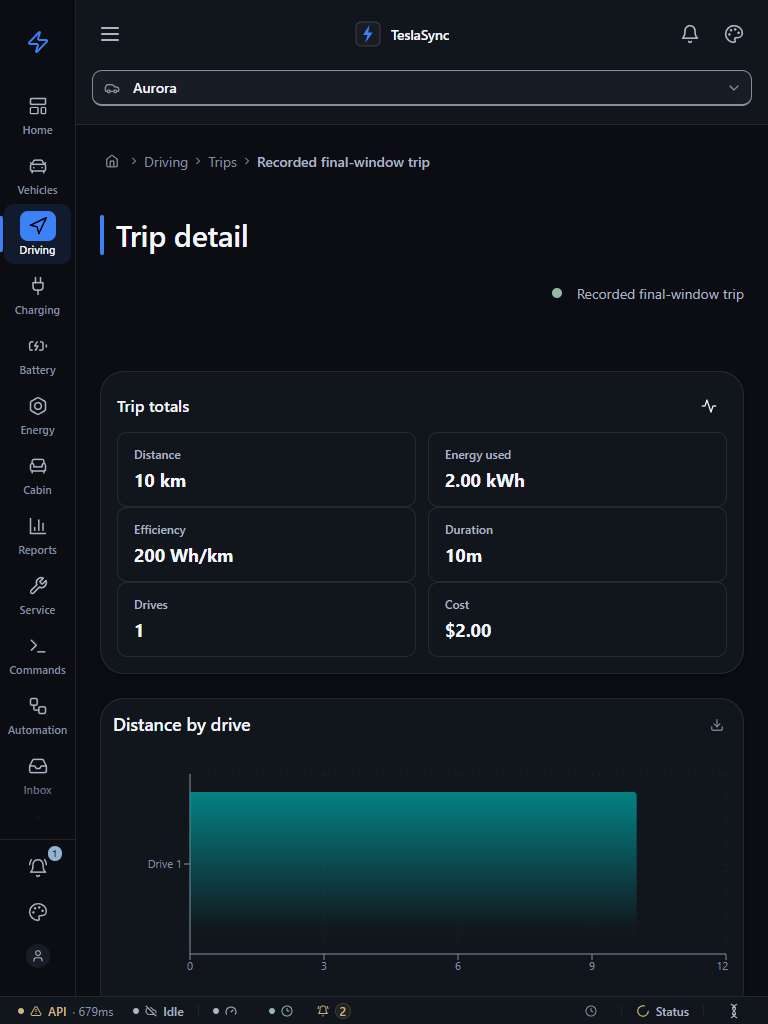 TeslaSync
Aurora
Home
Vehicles
Driving
Charging
Battery
Energy
Cabin
Reports
Service
Commands
Automation
Inbox
1
Driving > Trips > Recorded final-window trip
Trip detail
Recorded final-window trip
Trip totals
Distance
10 km
Energy used
2.00 kWh
Efficiency
200 Wh/km
Duration
10m
Drives
1
Cost
$2.00
Distance by drive
Drive 1
0 3 6 9 12
API · 679ms
Idle
2
Status